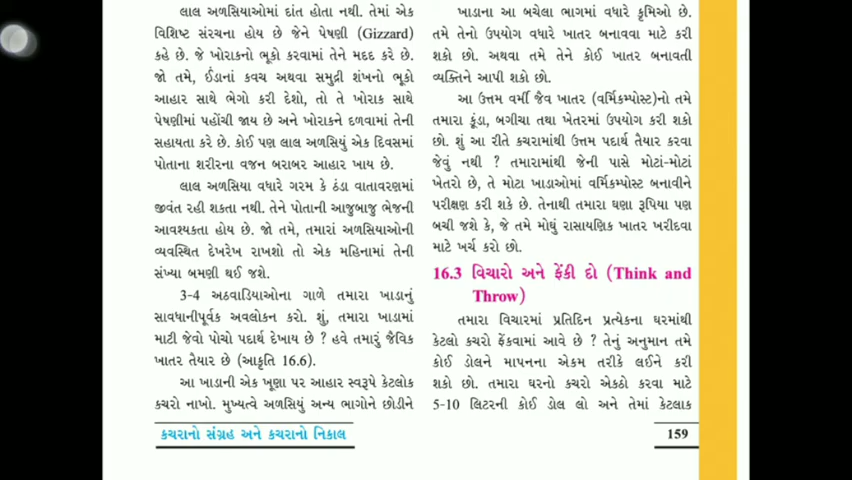 લાલ અળસિયાઓમાં દાંત હોતા નથી. તેમાં એક
વિશિષ્ટ સંરચના હોય છે જેને પેષણી (Gizzard)
કહે છે. જે ખોરાકનો ભૂકો કરવામાં તેને મદદ કરે છે.
જો તમે, ઈંડાનાં કવચ અથવા સમુદ્રી શંખનો ભૂકો
આહાર સાથે ભેગો કરી દેશો, તો તે ખોરાક સાથે
પેષણીમાં પહોંચી જાય છે અને ખોરાકને દળવામાં તેની
સહાયતા કરે છે. કોઈ પણ લાલ અળસિયું એક દિવસમાં
પોતાના શરીરના વજન બરાબર આહાર ખાય છે.
લાલ અળસિયા વધારે ગરમ કે ઠંડા વાતાવરણમાં
જીવંત રહી શકતા નથી. તેને પોતાની આજુબાજુ ભેજની
આવશ્યકતા હોય છે. જો તમે, તમારાં અળસિયાઓની
વ્યવસ્થિત દેખરેખ રાખશો તો એક મહિનામાં તેની
સંખ્યા બમણી થઈ જશે.
3-4 અઠવાડિયાઓના ગાળે તમારા ખાડાનું
સાવધાનીપૂર્વક અવલોકન કરો. શું, તમારા ખાડામાં
માટી જેવો પોચો પદાર્થ દેખાય છે ? હવે તમારું જૈવિક
ખાતર તૈયાર છે (આકૃતિ 16.6).
આ ખાડાની એક ખૂણા પર આહાર સ્વરૂપે કેટલોક
કચરો નાખો. મુખ્યત્વે અળસિયું અન્ય ભાગોને છોડીને
ખાડાના આ બચેલા ભાગમાં વધારે કૃમિઓ છે.
તમે તેનો ઉપયોગ વધારે ખાતર બનાવવા માટે કરી
શકો છો. અથવા તમે તેને કોઈ ખાતર બનાવતી
વ્યક્તિને આપી શકો છો.
આ ઉત્તમ વર્મી જૈવ ખાતર (વર્મિકમ્પોસ્ટ)નો તમે
તમારા કૂંડા, બગીચા તથા ખેતરમાં ઉપયોગ કરી શકો
છો. શું આ રીતે કચરામાંથી ઉત્તમ પદાર્થ તૈયાર કરવા
જેવું નથી ? તમારામાંથી જેની પાસે મોટાં-મોટાં
ખેતરો છે, તે મોટા ખાડાઓમાં વર્મિકમ્પોસ્ટ બનાવીને
પરીક્ષણ કરી શકે છે. તેનાથી તમારા ઘણા રૂપિયા પણ
બચી જશે કે, જે તમે મોંઘું રાસાયણિક ખાતર ખરીદવા
માટે ખર્ચ કરો છો.
16.3 વિચારો અને ફેંકી દો (Think and
Throw)
તમારા વિચારમાં પ્રતિદિન પ્રત્યેકના ઘરમાંથી
કેટલો કચરો ફેંકવામાં આવે છે ? તેનું અનુમાન તમે
કોઈ ડોલને માપનના એકમ તરીકે લઈને કરી
શકો છો. તમારા ઘરનો કચરો એકઠો કરવા માટે
5-10 લિટરની કોઈ ડોલ લો અને તેમાં કેટલાક
કચરાનો સંગ્રહ અને કચરાનો નિકાલ
159